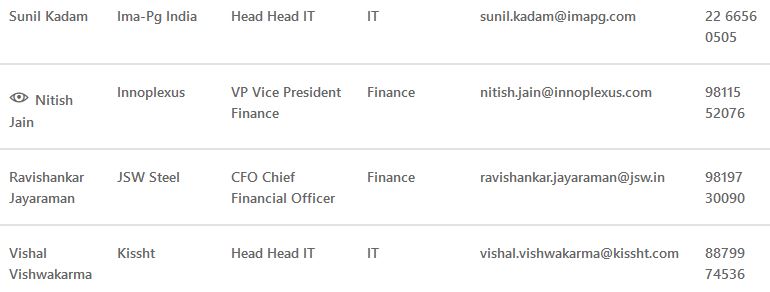 Sunil Kadam Ima-Pg India Head Head IT IT sunil.kadam@imapg.com 22 6656
0505
Nitish Innoplexus VP Vice President Finance nitish.jain@innoplexus.com 98115
Jain Finance 52076
Ravishankar JSW Steel CFO Chief Finance ravishankar.jayaraman@jsw.in 98197
Jayaraman Financial Officer 30090
Vishal Kissht Head Head IT IT vishal.vishwakarma@kissht.com 88799
Vishwakarma 74536